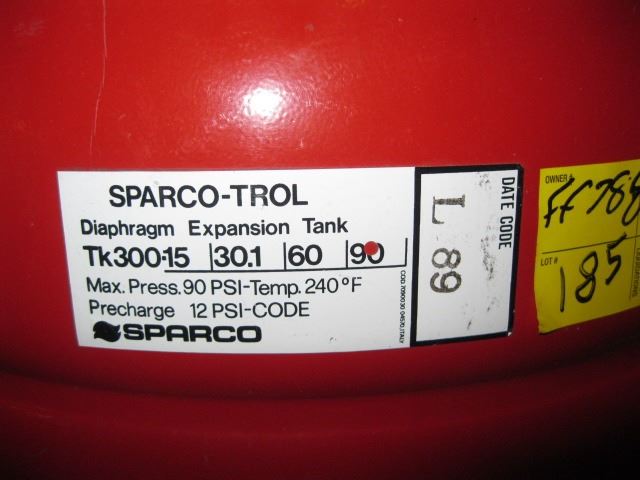 SPARCO-TROL
Diaphragm Expansion Tank
Tk300-15 | 30.1 | 60 | 90
Max. Press. 90 PSI-Temp. 240°F
Precharge 12 PSI-CODE
SPARCO
DATE CODE
L 89
OWNER #
LOT #
185